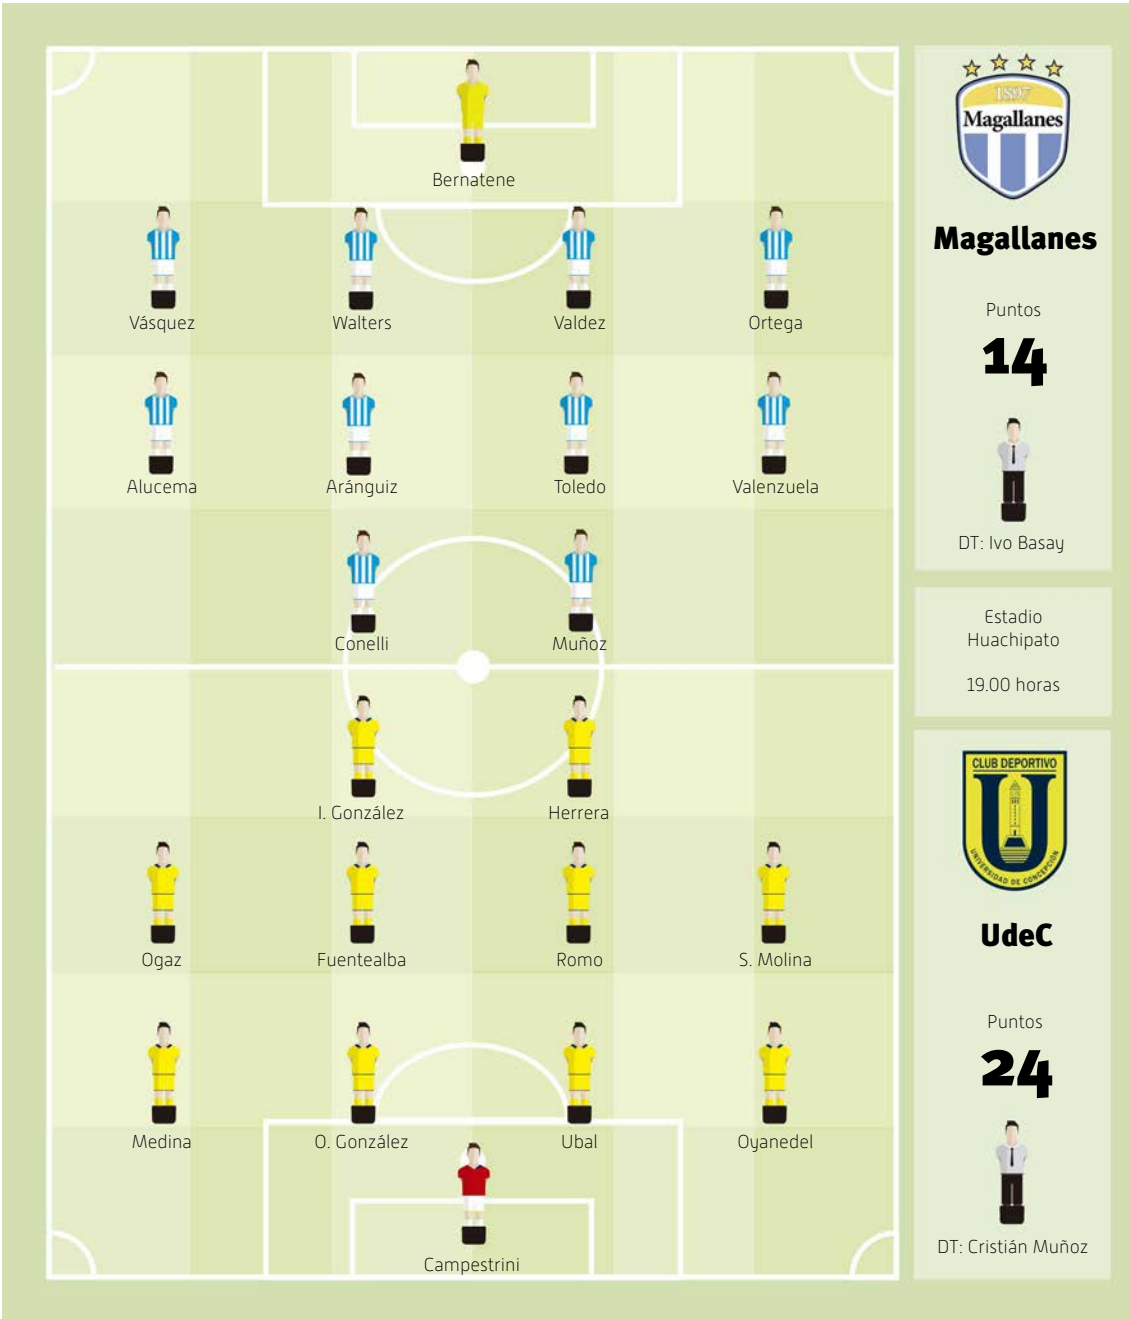 Bernatene
Vásquez
Walters
Valdez
Ortega
Alucema
Aránguiz
Toledo
Valenzuela
Conelli
Muñoz
I. González
Herrera
Ogaz
Fuentealba
Romo
S. Molina
Medina
O. González
Ubal
Oyanedel
Campestrini
1897
Magallanes
Magallanes
Puntos
14
DT: Ivo Basay
Estadio
Huachipato
19.00 horas
CLUB DEPORTIVO
U
UNIVERSIDAD DE CONCEPCIÓN
UdeC
Puntos
24
DT: Cristián Muñoz